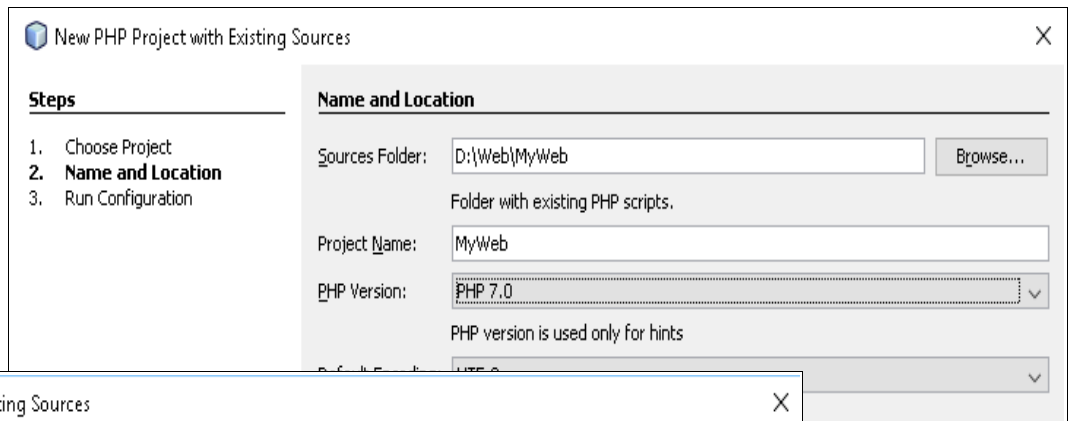 New PHP Project with Existing Sources
Steps
1. Choose Project
2. Name and Location
3. Run Configuration
Name and Location
Sources Folder: D:\Web\MyWeb Browse...
Folder with existing PHP scripts.
Project Name: MyWeb
PHP Version: PHP 7.0
PHP version is used only for hints
Sources